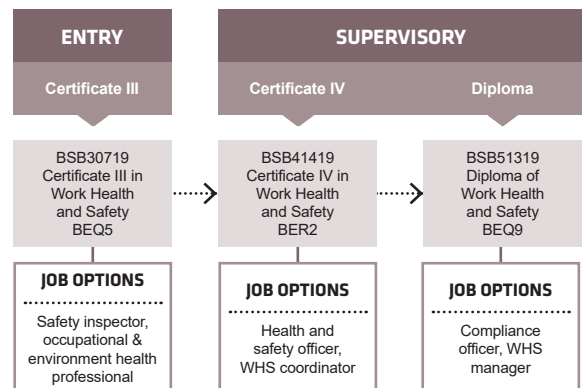 ENTRY
SUPERVISORY
Certificate III
Certificate IV
Diploma
BSB30719
Certificate III in
Work Health
and Safety
BEQ5
BSB41419
Certificate IV in
Work Health
and Safety
BER2
BSB51319
Diploma of
Work Health
and Safety
BEQ9
JOB OPTIONS
Safety inspector,
occupational &
environment health
professional
JOB OPTIONS
Health and
safety officer,
WHS coordinator
JOB OPTIONS
Compliance
officer, WHS
manager